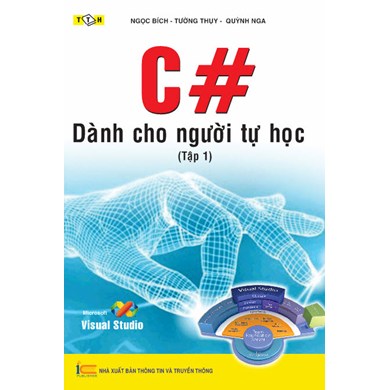 TTH
NGỌC BÍCH - TƯỜNG THỤY - QUỲNH NGA
C#
Dành cho người tự học
(Tập 1)
Microsoft
Visual Studio
Visual Studio
NHÀ XUẤT BẢN THÔNG TIN VÀ TRUYỀN THÔNG